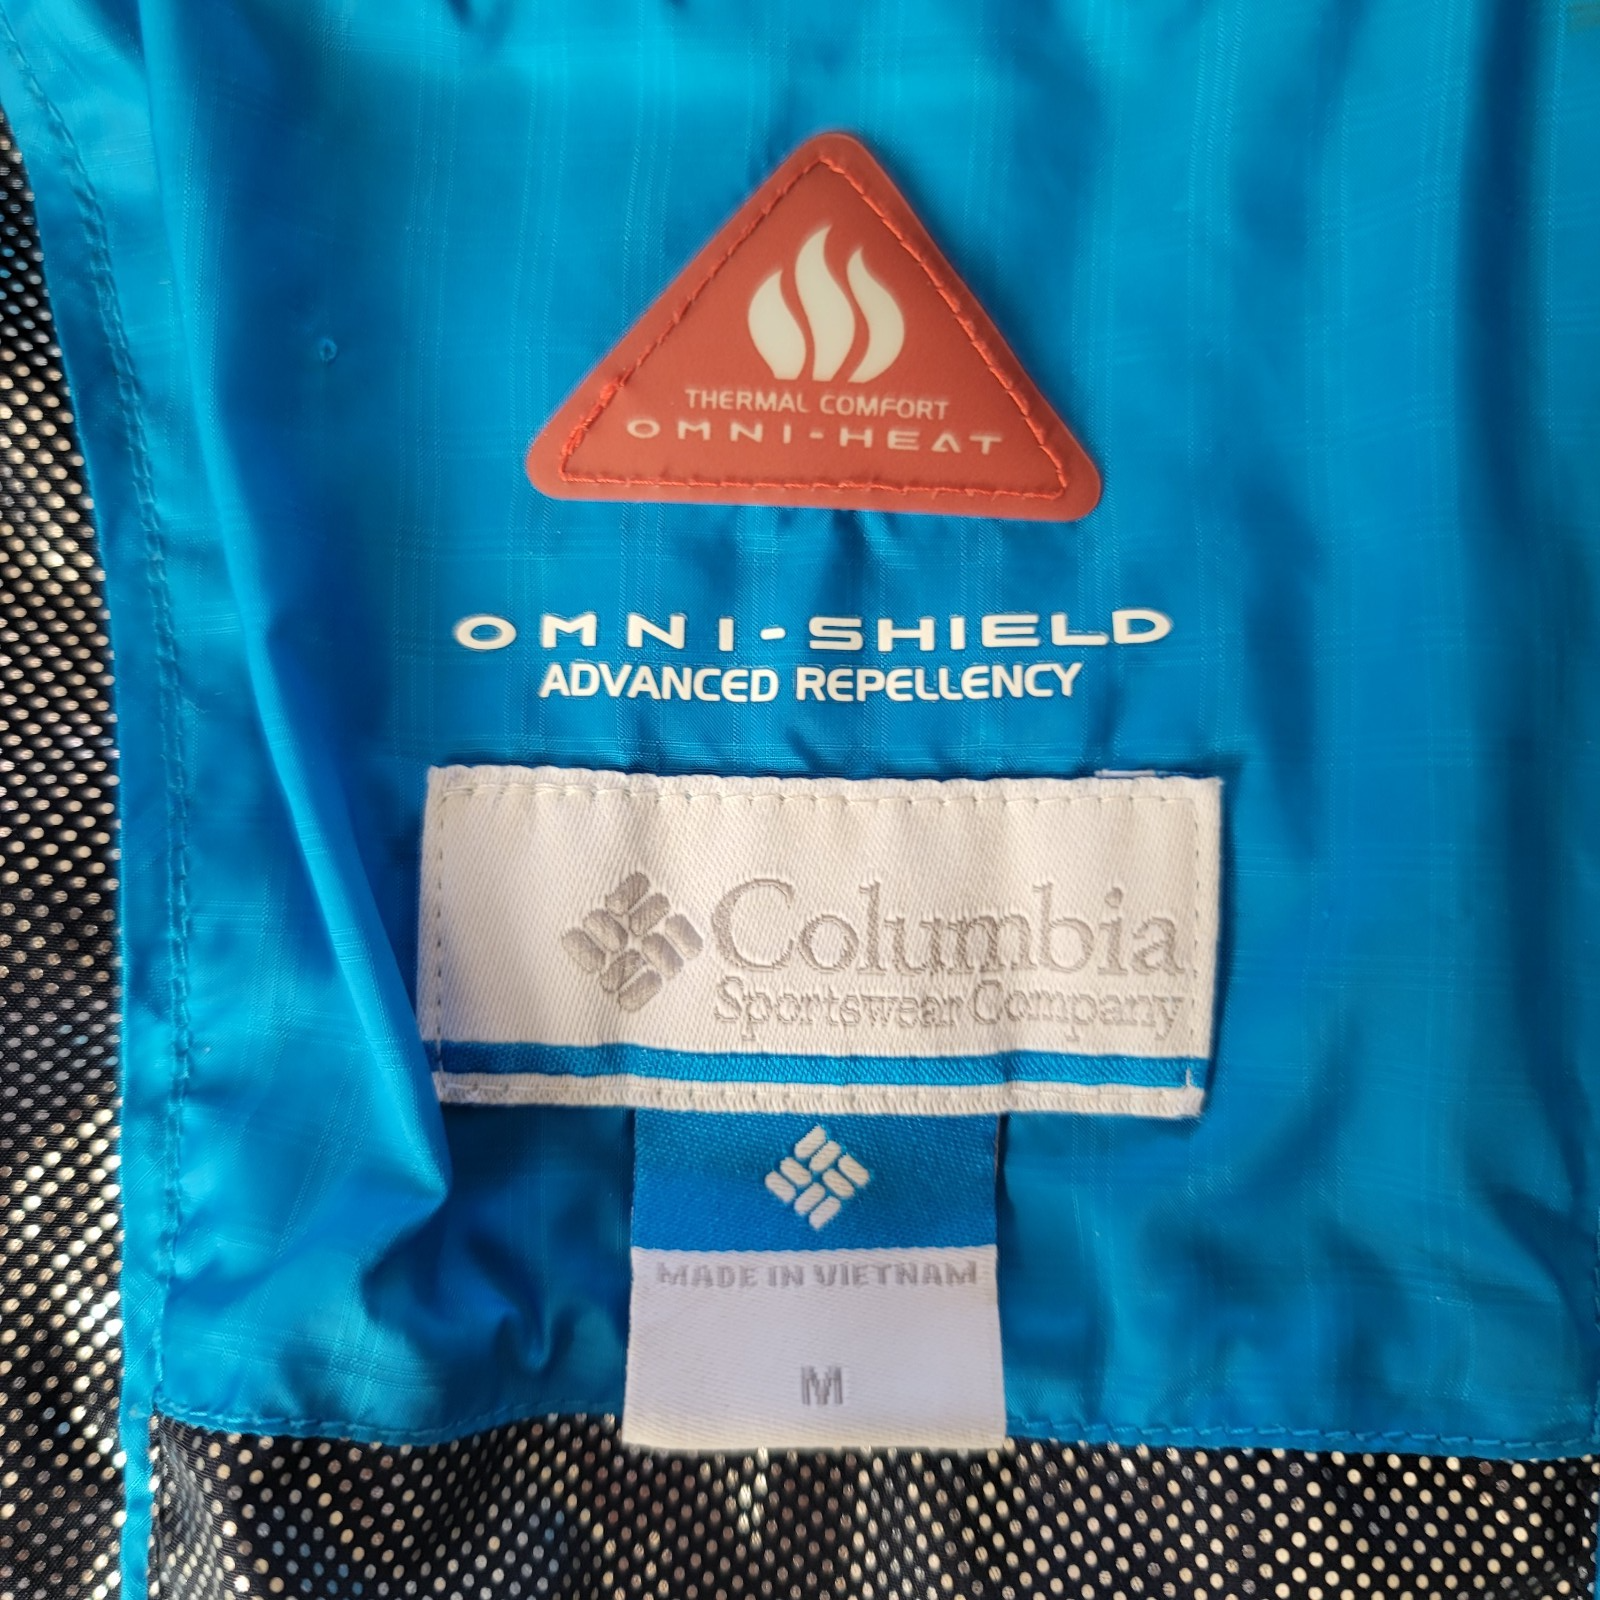 THERMAL COMFORT
OMNI-HEAT
OMNI-SHIELD
ADVANCED REPELLENCY
Columbia
Sportswear Company
MADE IN VIETNAM
M